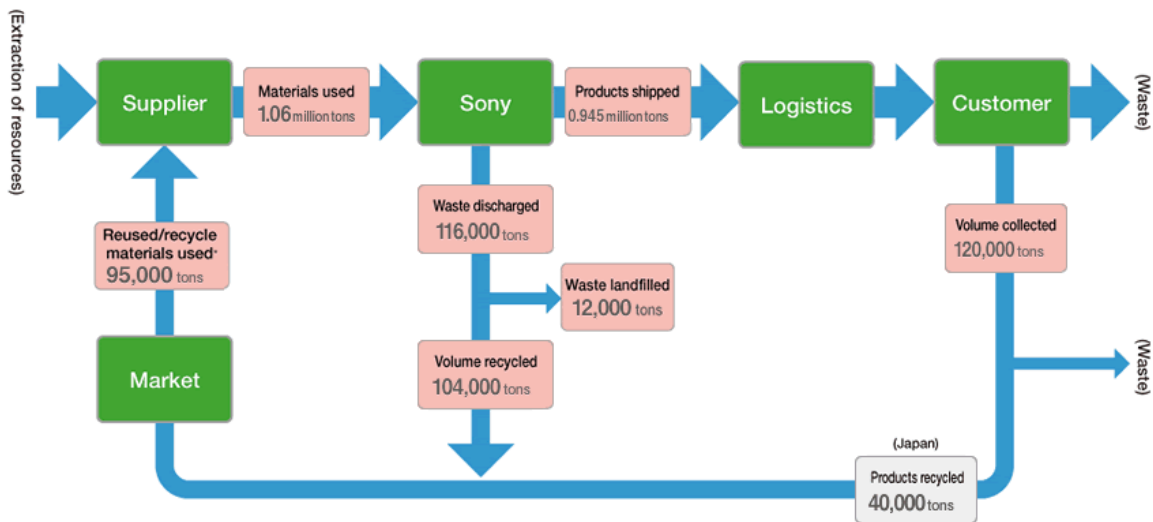 (Extraction of resources)
Supplier
Materials used
1.06 million tons
Sony
Products shipped
0.945 million tons
Logistics
Customer
(Waste)
Reused/recycle
materials used*
95,000 tons
Waste discharged
116,000 tons
Volume collected
120,000 tons
Waste landfilled
12,000 tons
Market
Volume recycled
104,000 tons
(Waste)
(Japan)
Products recycled
40,000 tons